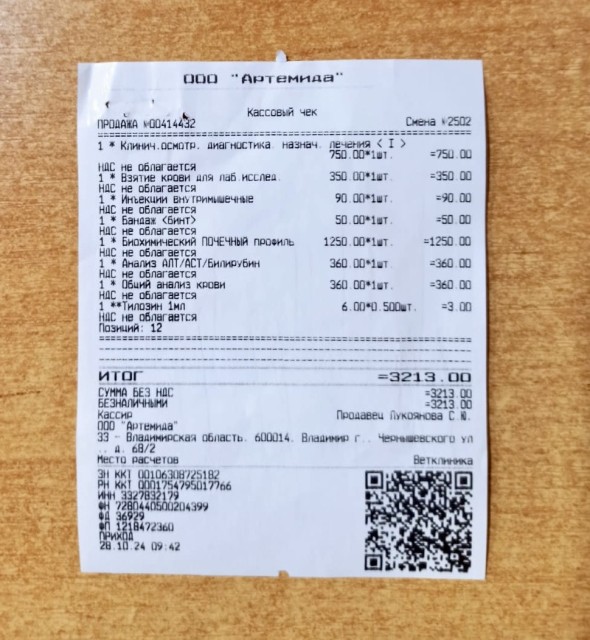 ООО "Артемида"
Кассовый чек
ПРОДАЖА №00414432 Смена №2502
1 * Клинич.осмотр, диагностика, назнач. лечения < I >
750.00*1шт. =750.00
НДС не облагается
1 * Взятие крови для лаб.исслед. 350.00*1шт. =350.00
НДС не облагается
1 * Инъекции внутримышечные 90.00*1шт. =90.00
НДС не облагается
1 * Бандаж <бинт> 50.00*1шт. =50.00
НДС не облагается
1 * Биохимический ПОЧЕЧНЫЙ профиль 1250.00*1шт. =1250.00
НДС не облагается
1 * Анализ АЛТ/АСТ/Билирубин 360.00*1шт. =360.00
НДС не облагается
1 * Общий анализ крови 360.00*1шт. =360.00
НДС не облагается
1 **Тилозин 1мл 6.00*0.500шт. =3.00
НДС не облагается
Позиций: 12
ИТОГ =3213.00
СУММА БЕЗ НДС =3213.00
БЕЗНАЛИЧНЫМИ =3213.00
Кассир Продавец Лукоянова С.Ю.
ООО "Артемида"
33 - Владимирская область, 600014, Владимир г., Чернышевского ул
., д. 68/2
Место расчетов Ветклиника
ЗН ККТ 00106308725182
РН ККТ 0001754795017766
ИНН 3327832179
ФН 7280440500204399
ФД 36929
ФП 1218472360
ПРИХОД
28.10.24 09:42